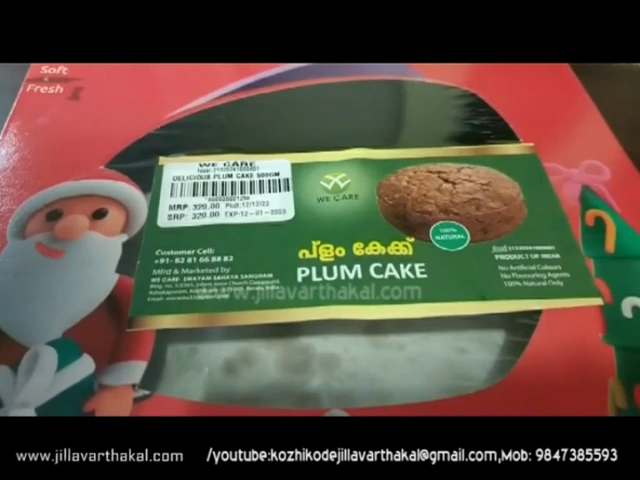 Soft
&
Fresh
WE CARE
DELICIOUS PLUM CAKE 500GM
MRP: 320.00 Pkd:12/12/22
SRP: 320.00 EXP:12-01-2023
WE CARE
100%
NATURAL
Customer Cell:
+91- 82 81 66 88 82
Mfrd & Marketed by
WE CARE- SWAYAM SAHAYA SANGHAM
പ്ളം കേക്ക്
PLUM CAKE
PRODUCT OF INDIA
No Artificial Colours
No Flavouring Agents
100% Natural Only
www.jillavarthakal.com
www.jillavarthakal.com /youtube:kozhikodejillavarthakal@gmail.com,Mob: 9847385593